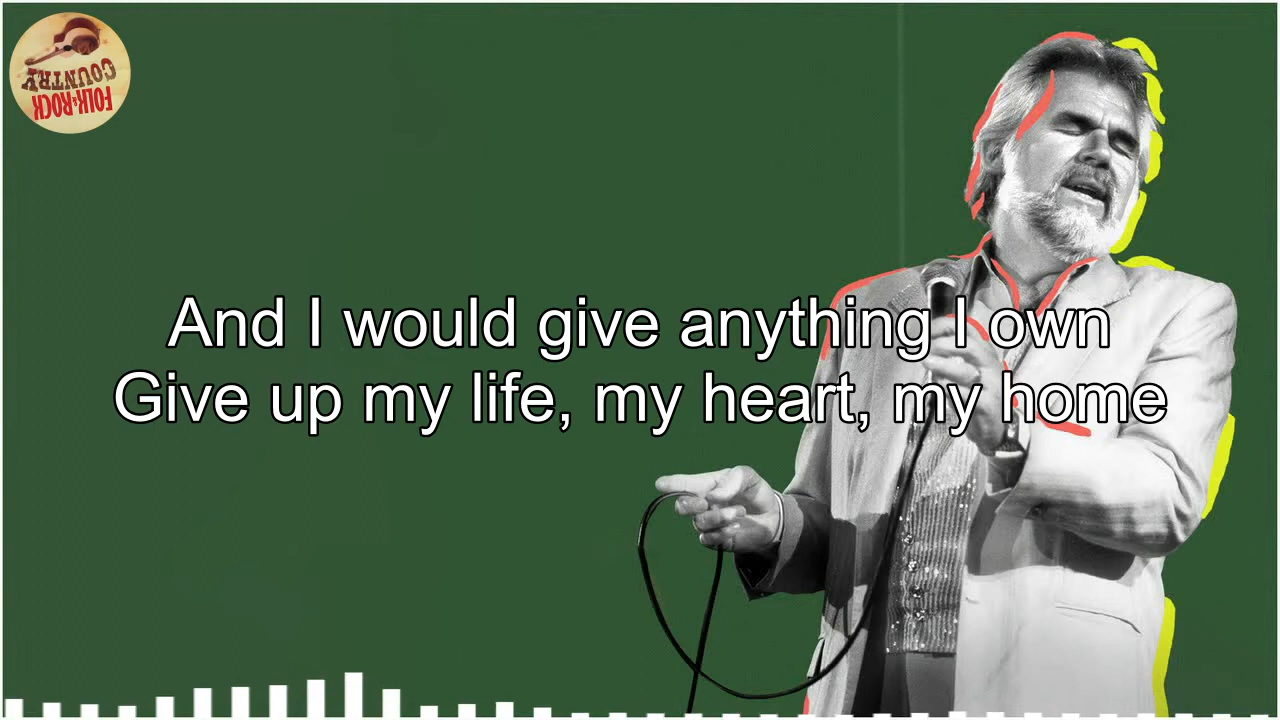 COUNTRY
FOLK & ROCK
And I would give anything I own
Give up my life, my heart, my home